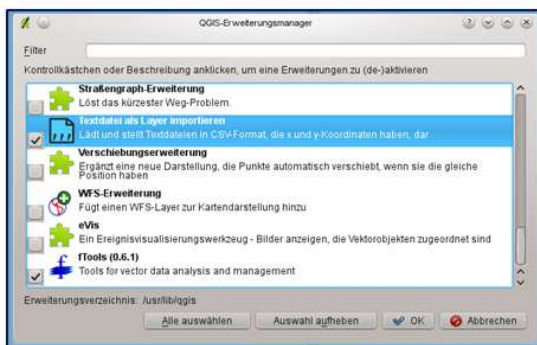 QGIS-Erweiterungsmanager
Filter
Kontrollkästchen oder Beschreibung anklicken, um eine Erweiterungen zu (de-)aktivieren
Straßengraph-Erweiterung
Löst das kürzester Weg-Problem.
Textdatei als Layer importieren
Lädt und stellt Textdateien in CSV-Format, die x und y-Koordinaten haben, dar
Verschiebungserweiterung
Ergänzt eine neue Darstellung, die Punkte automatisch verschiebt, wenn sie die gleiche
Position haben
WFS-Erweiterung
Fügt einen WFS-Layer zur Kartendarstellung hinzu
eVis
Ein Ereignisvisualisierungswerkzeug - Bilder anzeigen, die Vektorobjekten zugeordnet sind
fTools (0.6.1)
Tools for vector data analysis and management
Erweiterungsverzeichnis: /usr/lib/qgis
Alle auswählen
Auswahl aufheben
OK
Abbrechen